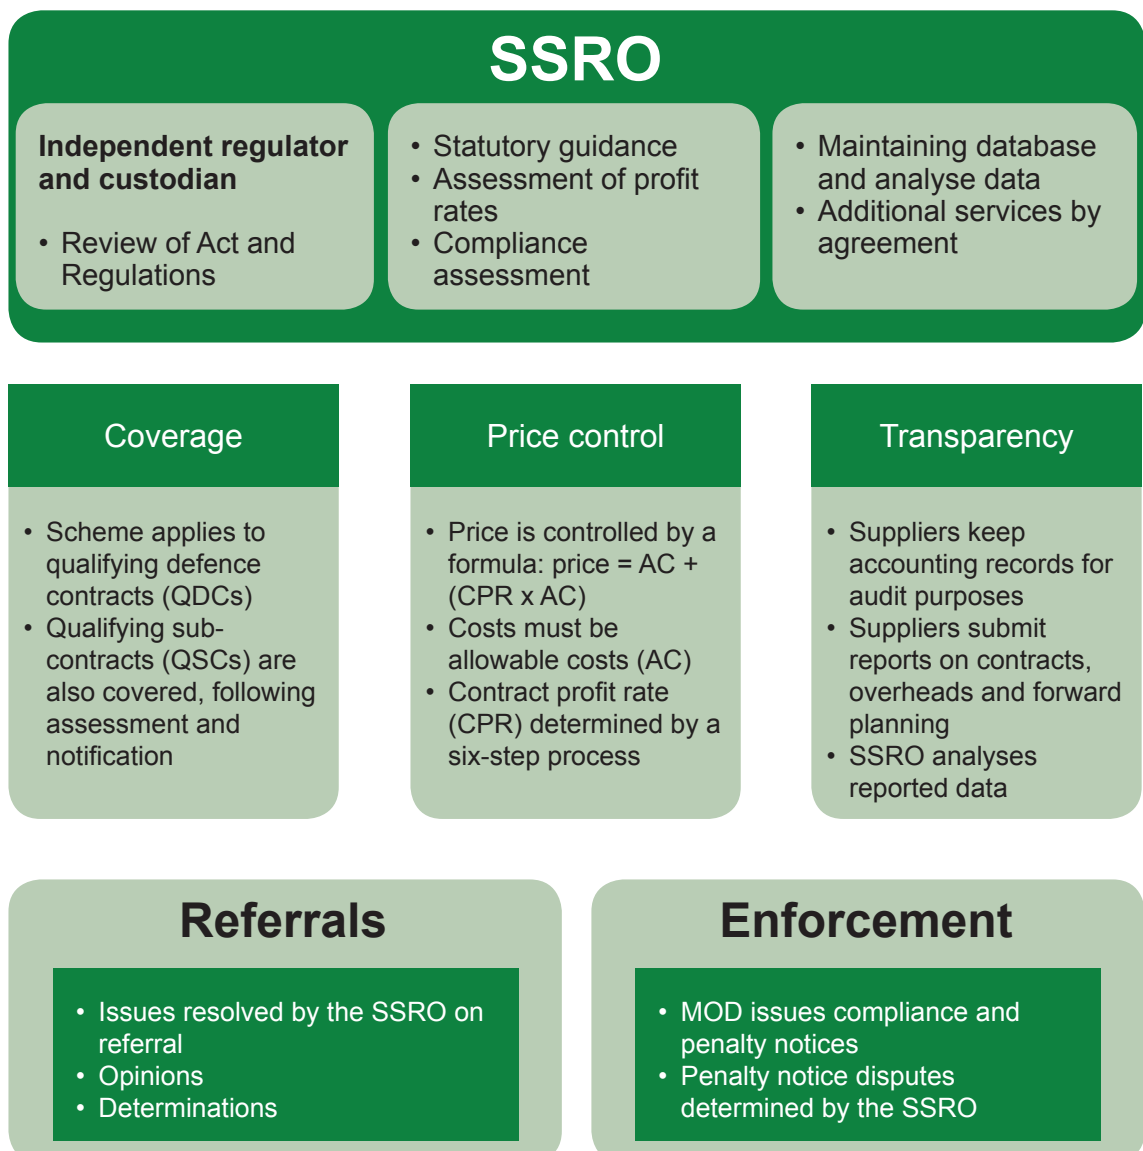 SSRO
Independent regulator
and custodian
• Review of Act and
Regulations
• Statutory guidance
• Assessment of profit
rates
• Compliance
assessment
• Maintaining database
and analyse data
• Additional services by
agreement
Coverage
• Scheme applies to
qualifying defence
contracts (QDCs)
• Qualifying sub-
contracts (QSCs) are
also covered, following
assessment and
notification
Price control
• Price is controlled by a
formula: price = AC +
(CPR x AC)
• Costs must be
allowable costs (AC)
• Contract profit rate
(CPR) determined by a
six-step process
Transparency
• Suppliers keep
accounting records for
audit purposes
• Suppliers submit
reports on contracts,
overheads and forward
planning
• SSRO analyses
reported data
Referrals
• Issues resolved by the SSRO on
referral
• Opinions
• Determinations
Enforcement
• MOD issues compliance and
penalty notices
• Penalty notice disputes
determined by the SSRO